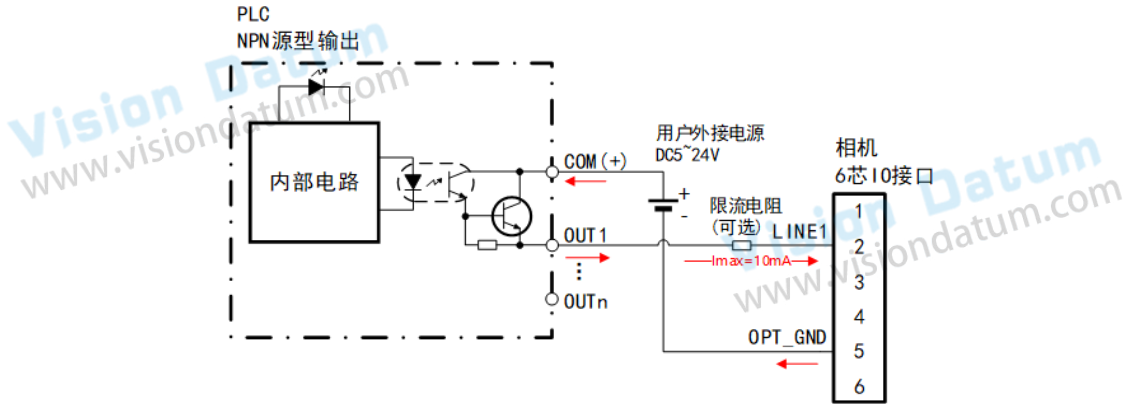 PLC
NPN源型输出
内部电路
COM(+)
OUT1
OUTn
用户外接电源
DC5~24V
+
-
限流电阻
(可选)
LINE1
Imax=10mA
OPT_GND
相机
6芯IO接口
1
2
3
4
5
6
Vision Datum
www.visiondatum.com
Vision Datum
www.visiondatum.com